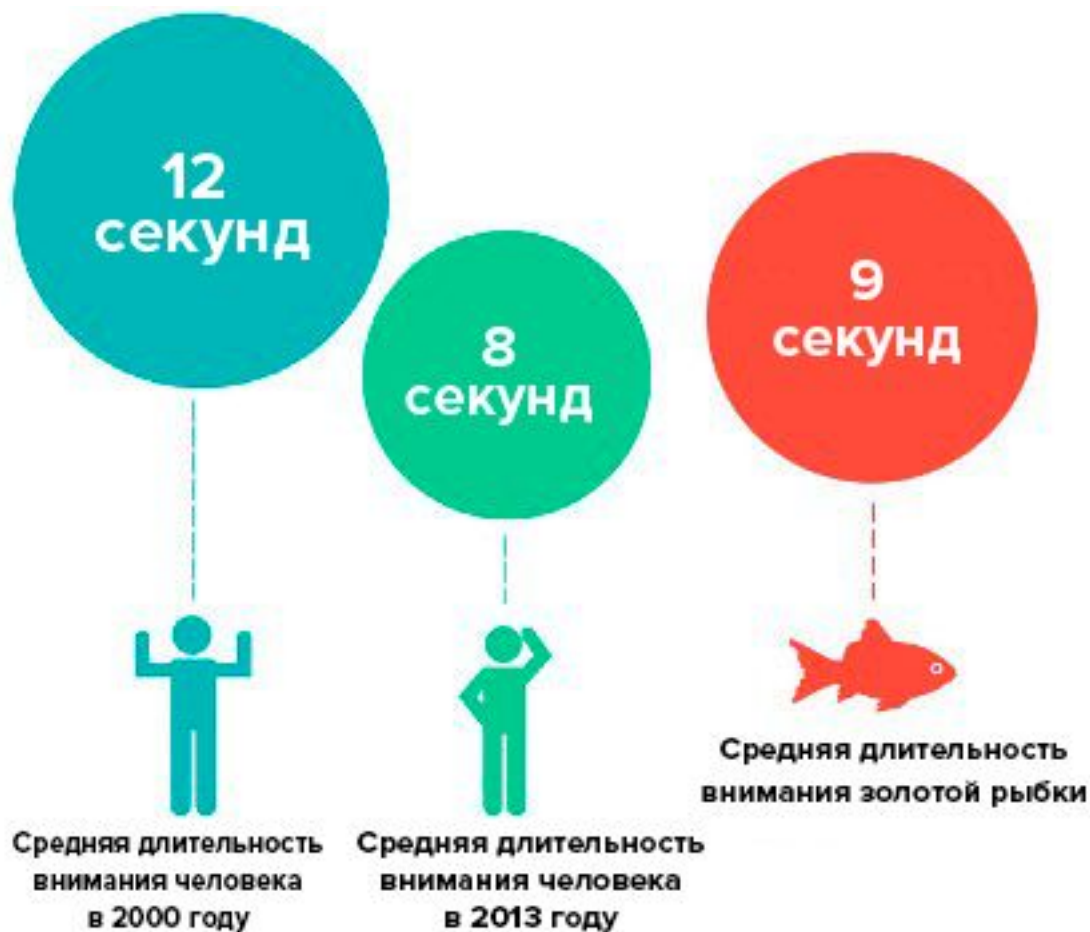 12
секунд
8
секунд
9
секунд
Средняя длительность
внимания человека
в 2000 году
Средняя длительность
внимания человека
в 2013 году
Средняя длительность
внимания золотой рыбки